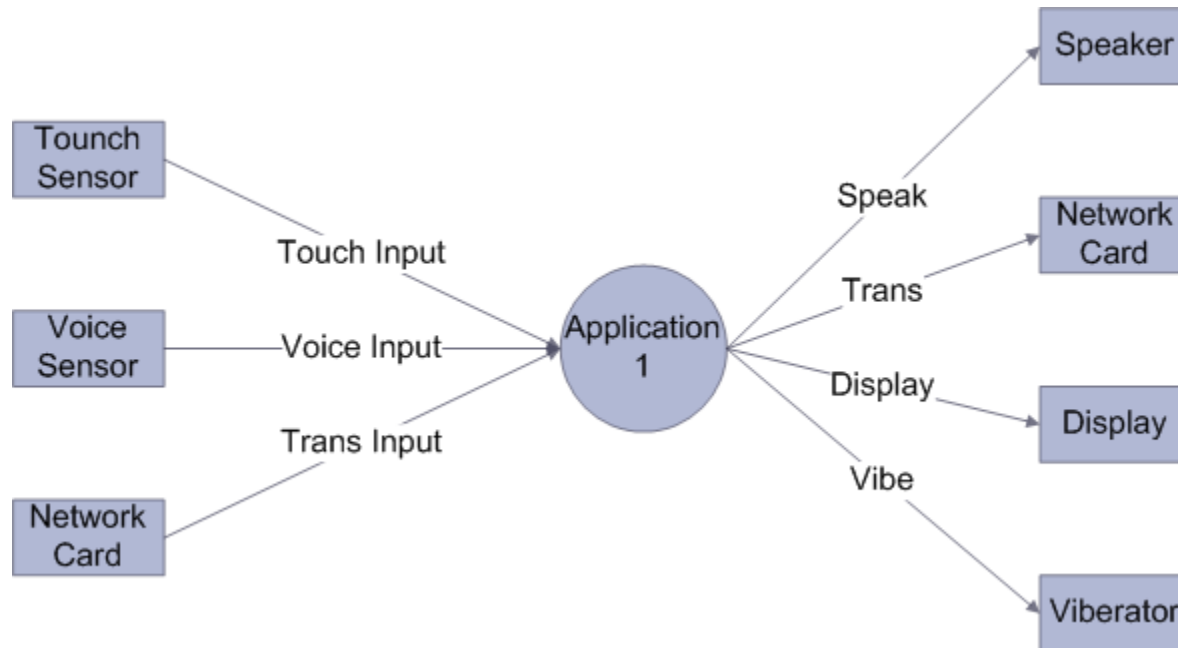 Speaker
Tounch
Sensor
Speak
Network
Card
Touch Input
Trans
Voice
Sensor
Voice Input
Application
1
Display
Display
Trans Input
Vibe
Network
Card
Viberator